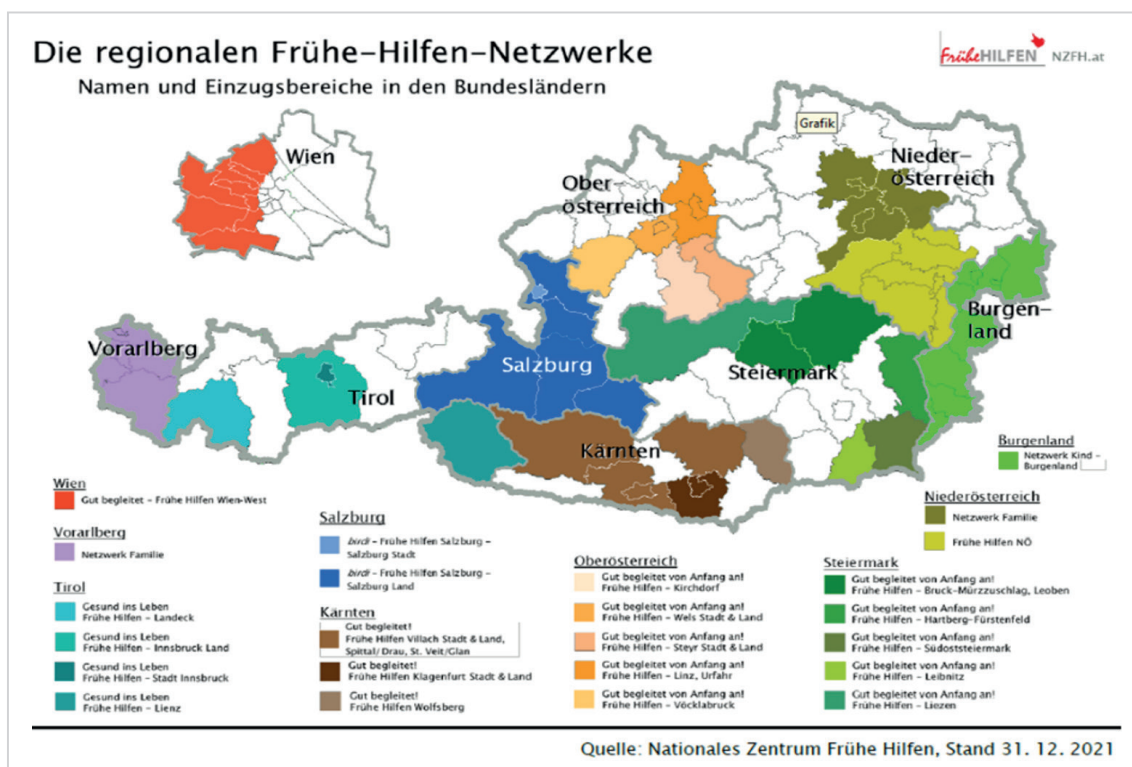 Die regionalen Frühe-Hilfen-Netzwerke
Namen und Einzugsbereiche in den Bundesländern
FrüheHILFEN NZFH.at
Grafik
Wien
Nieder-
österreich
Ober-
österreich
Burgen-
land
Vorarlberg
Salzburg
Steiermark
Tirol
Kärnten
Wien
Gut begleitet - Frühe Hilfen Wien-West
Vorarlberg
Netzwerk Familie
Tirol
Gesund ins Leben
Frühe Hilfen - Landeck
Gesund ins Leben
Frühe Hilfen - Innsbruck Land
Gesund ins Leben
Frühe Hilfen - Stadt Innsbruck
Gesund ins Leben
Frühe Hilfen - Lienz
Salzburg
birdi - Frühe Hilfen Salzburg -
Salzburg Stadt
birdi - Frühe Hilfen Salzburg -
Salzburg Land
Kärnten
Gut begleitet!
Frühe Hilfen Villach Stadt & Land,
Spittal/Drau, St. Veit/Glan
Gut begleitet!
Frühe Hilfen Klagenfurt Stadt & Land
Gut begleitet!
Frühe Hilfen Wolfsberg
Oberösterreich
Gut begleitet von Anfang an!
Frühe Hilfen - Kirchdorf
Gut begleitet von Anfang an!
Frühe Hilfen - Wels Stadt & Land
Gut begleitet von Anfang an!
Frühe Hilfen - Steyr Stadt & Land
Gut begleitet von Anfang an!
Frühe Hilfen - Linz, Urfahr
Gut begleitet von Anfang an!
Frühe Hilfen - Vöcklabruck
Burgenland
Netzwerk Kind -
Burgenland
Niederösterreich
Netzwerk Familie
Frühe Hilfen NÖ
Steiermark
Gut begleitet von Anfang an!
Frühe Hilfen - Bruck-Mürzzuschlag, Leoben
Gut begleitet von Anfang an!
Frühe Hilfen - Hartberg-Fürstenfeld
Gut begleitet von Anfang an!
Frühe Hilfen - Südoststeiermark
Gut begleitet von Anfang an!
Frühe Hilfen - Leibnitz
Gut begleitet von Anfang an!
Frühe Hilfen - Liezen
Quelle: Nationales Zentrum Frühe Hilfen, Stand 31. 12. 2021